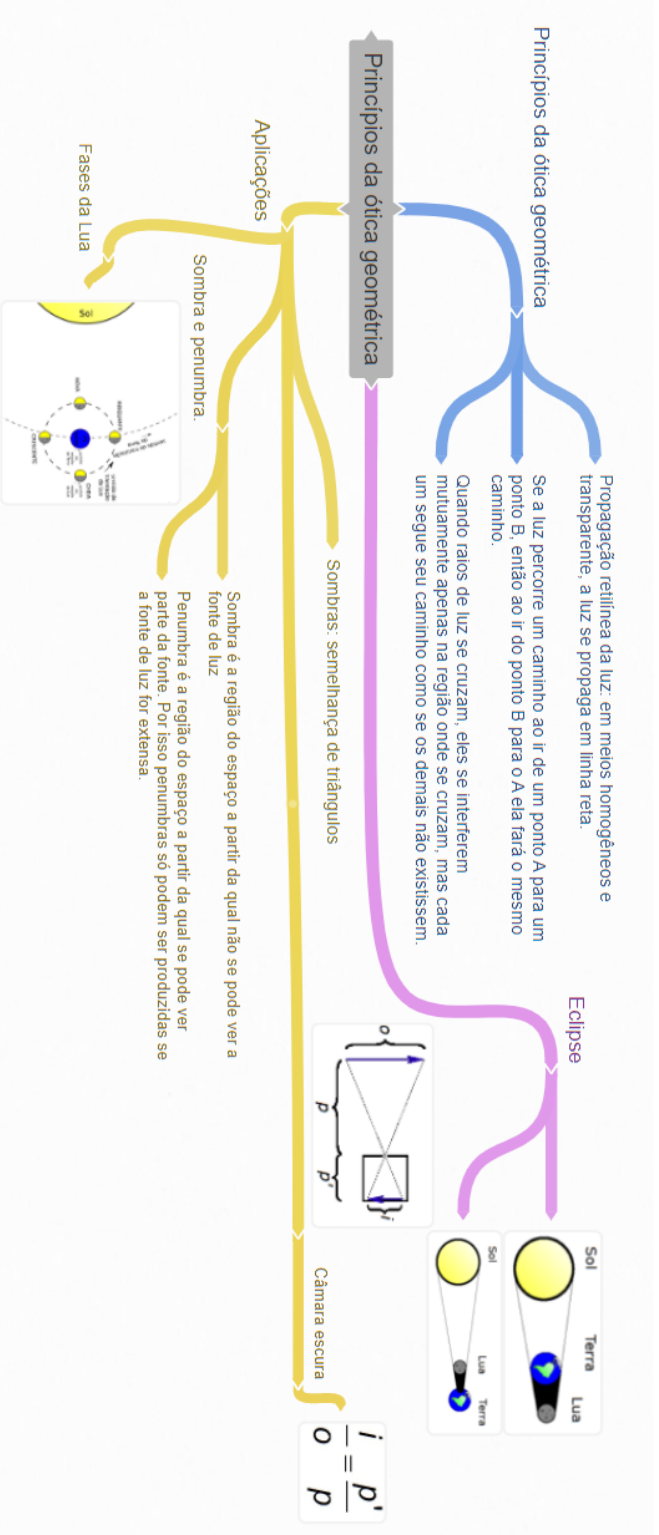 Princípios da ótica geométrica
Princípios da ótica geométrica
Propagação retilínea da luz: em meios homogêneos e
transparente, a luz se propaga em linha reta.
Se a luz percorre um caminho ao ir de um ponto A para um
ponto B, então ao ir do ponto B para o A ela fará o mesmo
caminho.
Quando raios de luz se cruzam, eles se interferem
mutuamente apenas na região onde se cruzam, mas cada
um segue seu caminho como se os demais não existissem.
Eclipse
Sol
Terra
Lua
Sol
Lua
Terra
Aplicações
Sombras: semelhança de triângulos
Sombra e penumbra.
Sombra é a região do espaço a partir da qual não se pode ver a
fonte de luz
Penumbra é a região do espaço a partir da qual se pode ver
parte da fonte. Por isso penumbras só podem ser produzidas se
a fonte de luz for extensa.
Fases da Lua
Sol
NOVA
CHEIA
CRESCENTE
o
p
p'
i
Câmara escura
i/o = p'/p